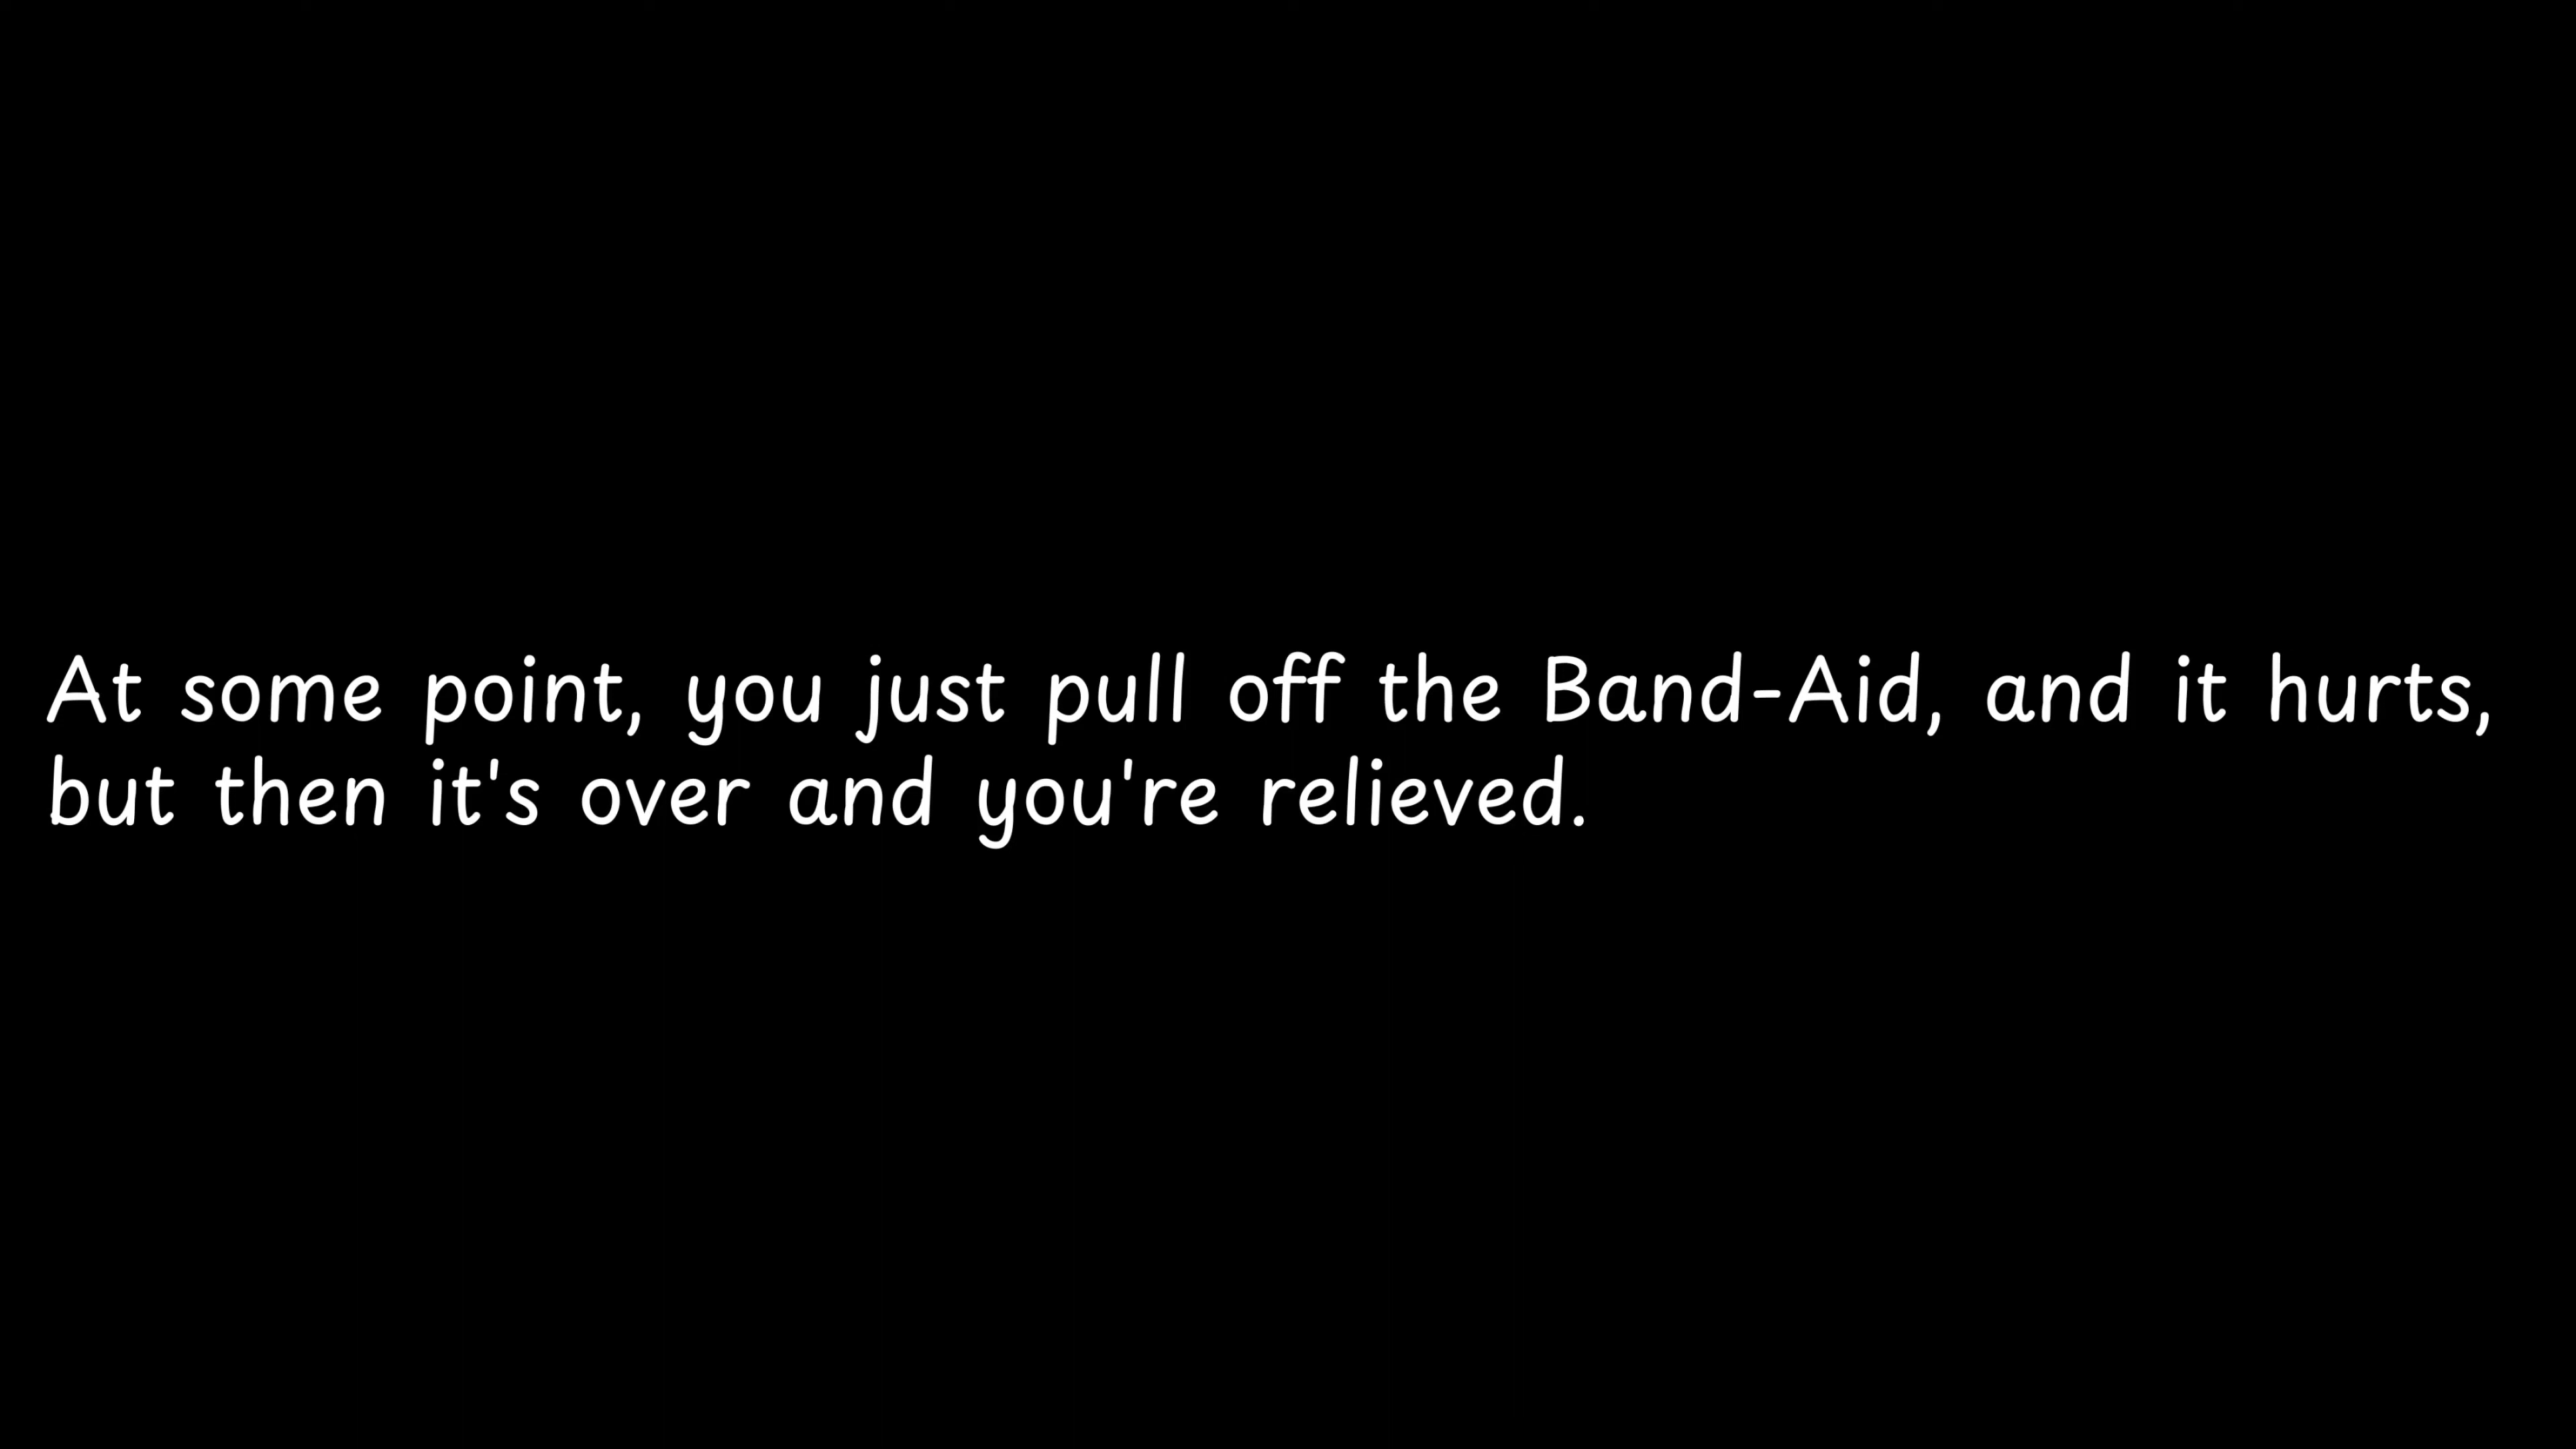 At some point, you just pull off the Band-Aid, and it hurts,
but then it's over and you're relieved.